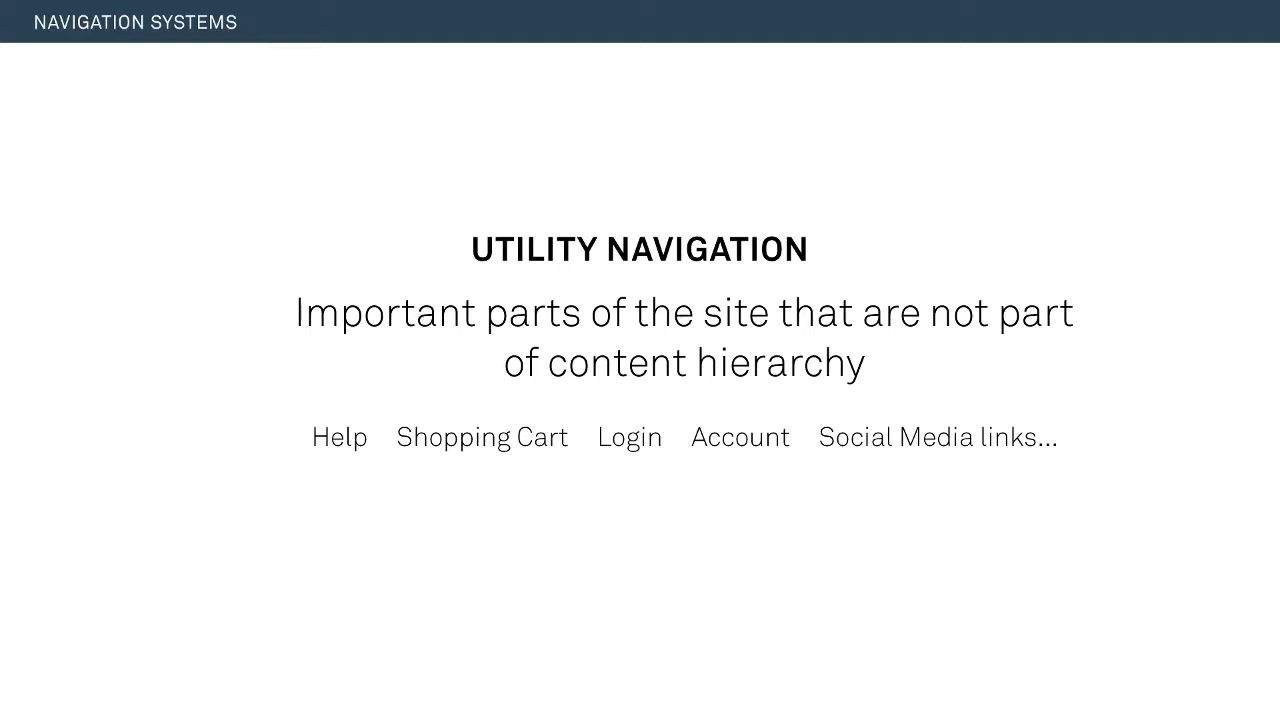 NAVIGATION SYSTEMS
UTILITY NAVIGATION
Important parts of the site that are not part
of content hierarchy
Help Shopping Cart Login Account Social Media links...